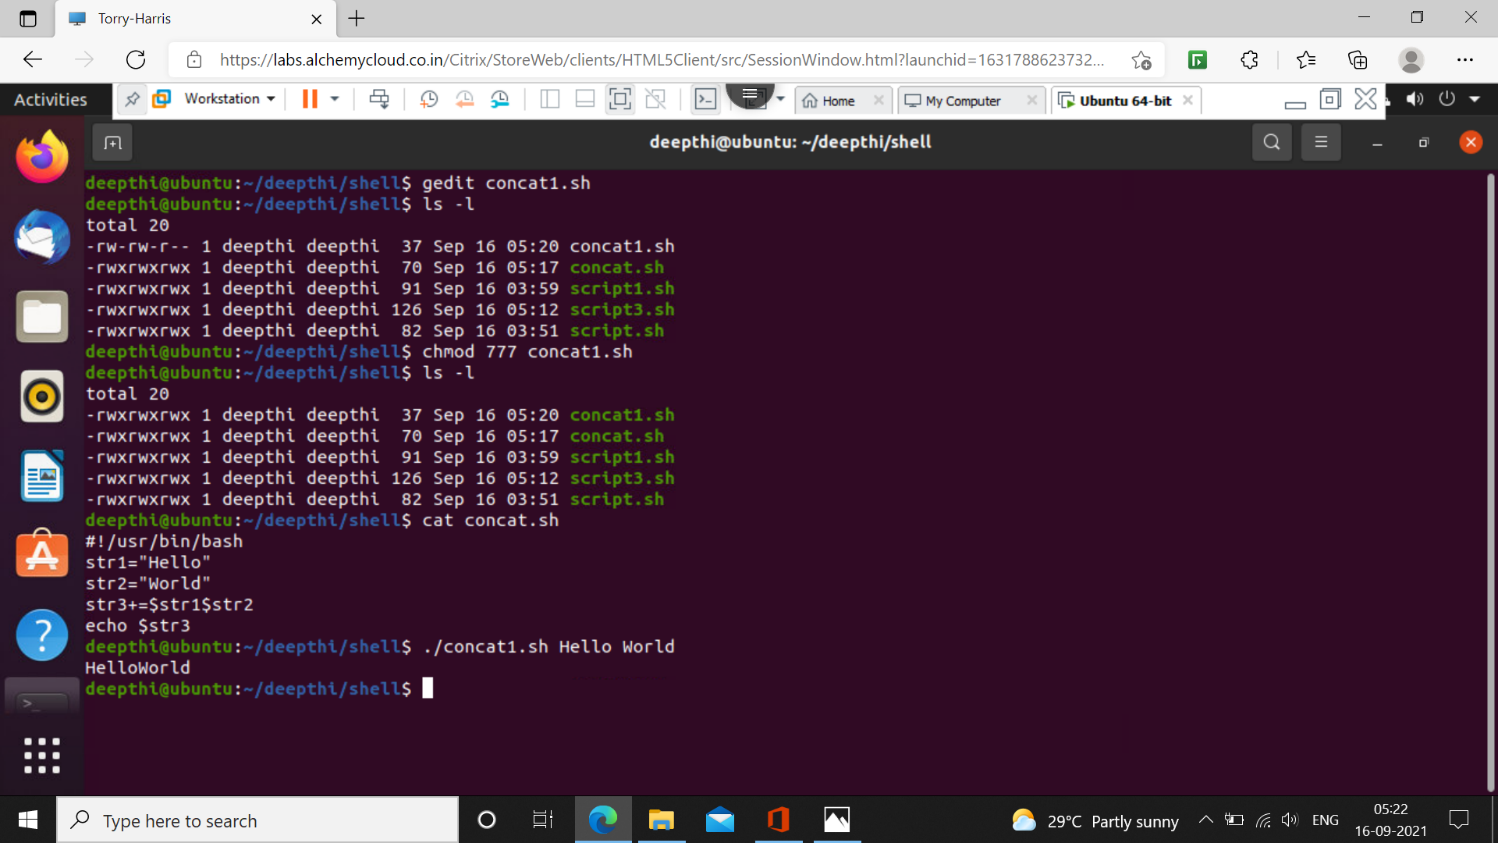 Torry-Harris
https://labs.alchemycloud.co.in/Citrix/StoreWeb/clients/HTML5Client/src/SessionWindow.html?launchid=1631788623732...
Activities
Workstation
Home
My Computer
Ubuntu 64-bit
deepthi@ubuntu: ~/deepthi/shell
deepthi@ubuntu:~/deepthi/shell$ gedit concat1.sh
deepthi@ubuntu:~/deepthi/shell$ ls -l
total 20
-rw-rw-r-- 1 deepthi deepthi  37 Sep 16 05:20 concat1.sh
-rwxrwxrwx 1 deepthi deepthi  70 Sep 16 05:17 concat.sh
-rwxrwxrwx 1 deepthi deepthi  91 Sep 16 03:59 script1.sh
-rwxrwxrwx 1 deepthi deepthi 126 Sep 16 05:12 script3.sh
-rwxrwxrwx 1 deepthi deepthi  82 Sep 16 03:51 script.sh
deepthi@ubuntu:~/deepthi/shell$ chmod 777 concat1.sh
deepthi@ubuntu:~/deepthi/shell$ ls -l
total 20
-rwxrwxrwx 1 deepthi deepthi  37 Sep 16 05:20 concat1.sh
-rwxrwxrwx 1 deepthi deepthi  70 Sep 16 05:17 concat.sh
-rwxrwxrwx 1 deepthi deepthi  91 Sep 16 03:59 script1.sh
-rwxrwxrwx 1 deepthi deepthi 126 Sep 16 05:12 script3.sh
-rwxrwxrwx 1 deepthi deepthi  82 Sep 16 03:51 script.sh
deepthi@ubuntu:~/deepthi/shell$ cat concat.sh
#!/usr/bin/bash
str1="Hello"
str2="World"
str3+=$str1$str2
echo $str3
deepthi@ubuntu:~/deepthi/shell$ ./concat1.sh Hello World
HelloWorld
deepthi@ubuntu:~/deepthi/shell$
Type here to search
29°C Partly sunny
ENG
05:22
16-09-2021